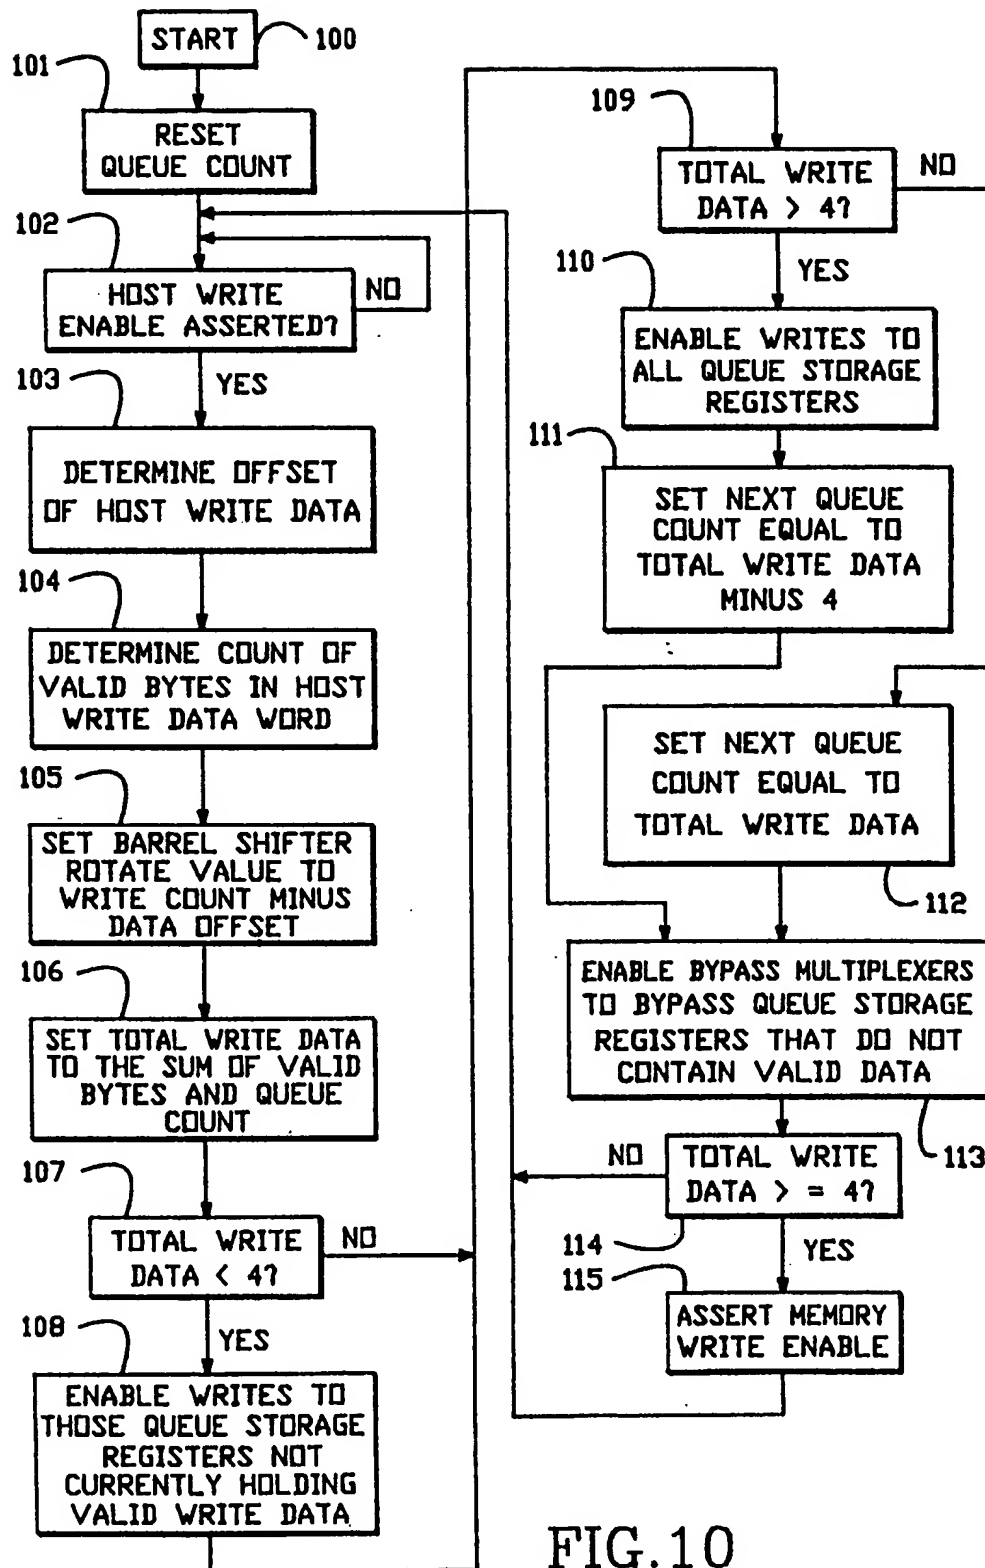 START
100
101
RESET
QUEUE COUNT
102
HOST WRITE
ENABLE ASSERTED?
NO
YES
103
DETERMINE OFFSET
OF HOST WRITE DATA
104
DETERMINE COUNT OF
VALID BYTES IN HOST
WRITE DATA WORD
105
SET BARREL SHIFTER
ROTATE VALUE TO
WRITE COUNT MINUS
DATA OFFSET
106
SET TOTAL WRITE DATA
TO THE SUM OF VALID
BYTES AND QUEUE
COUNT
107
TOTAL WRITE
DATA < 4?
NO
YES
108
ENABLE WRITES TO
THOSE QUEUE STORAGE
REGISTERS NOT
CURRENTLY HOLDING
VALID WRITE DATA
109
TOTAL WRITE
DATA > 4?
NO
YES
110
ENABLE WRITES TO
ALL QUEUE STORAGE
REGISTERS
111
SET NEXT QUEUE
COUNT EQUAL TO
TOTAL WRITE DATA
MINUS 4
SET NEXT QUEUE
COUNT EQUAL TO
TOTAL WRITE DATA
112
ENABLE BYPASS MULTIPLEXERS
TO BYPASS QUEUE STORAGE
REGISTERS THAT DO NOT
CONTAIN VALID DATA
113
NO
TOTAL WRITE
DATA > = 4?
114
YES
115
ASSERT MEMORY
WRITE ENABLE
FIG.10